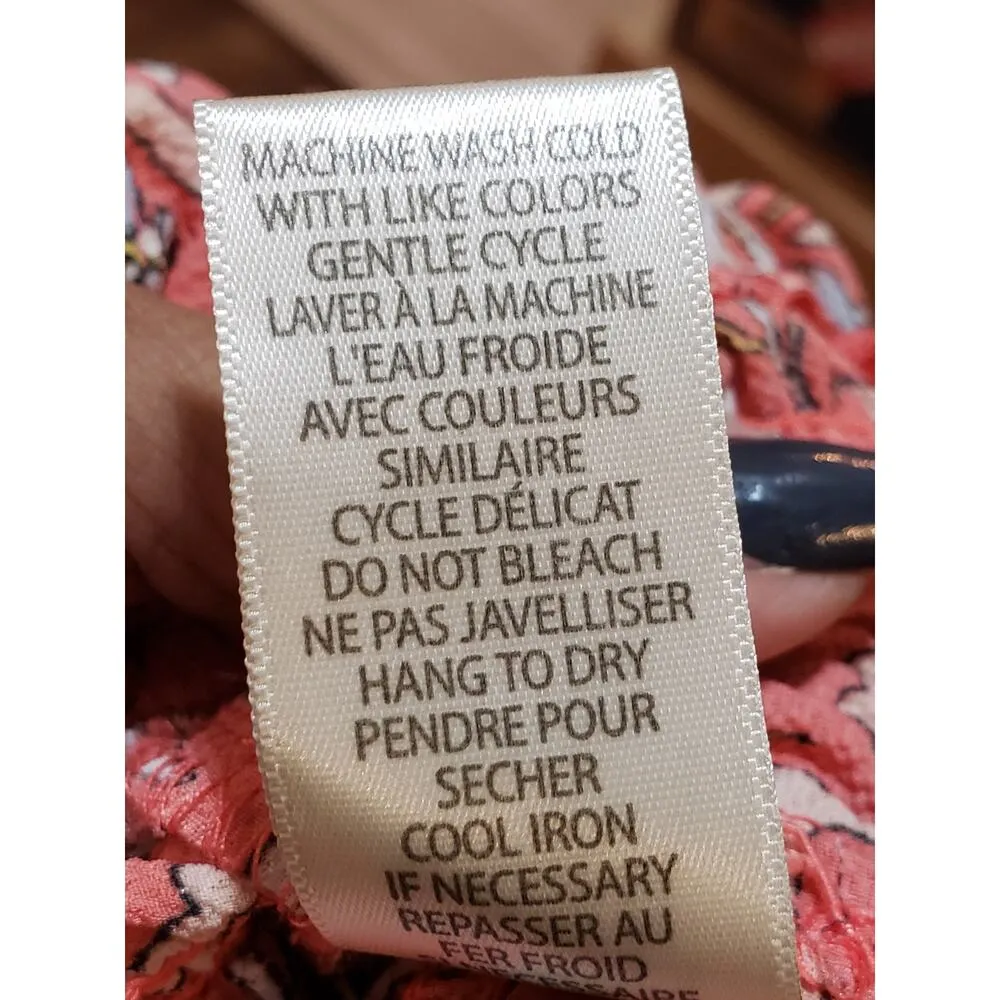 MACHINE WASH COLD
WITH LIKE COLORS
GENTLE CYCLE
LAVER À LA MACHINE
L'EAU FROIDE
AVEC COULEURS
SIMILAIRE
CYCLE DÉLICAT
DO NOT BLEACH
NE PAS JAVELLISER
HANG TO DRY
PENDRE POUR
SECHER
COOL IRON
IF NECESSARY
REPASSER AU
FER FROID